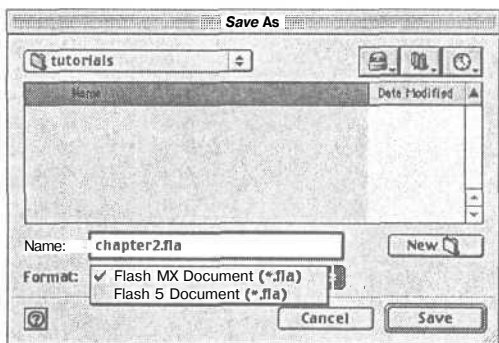 Save As
tutorials
Name Date Modified
Name: chapter2.fla
New
Format: ✓ Flash MX Document (*.fla)
Flash 5 Document (*.fla)
Cancel Save